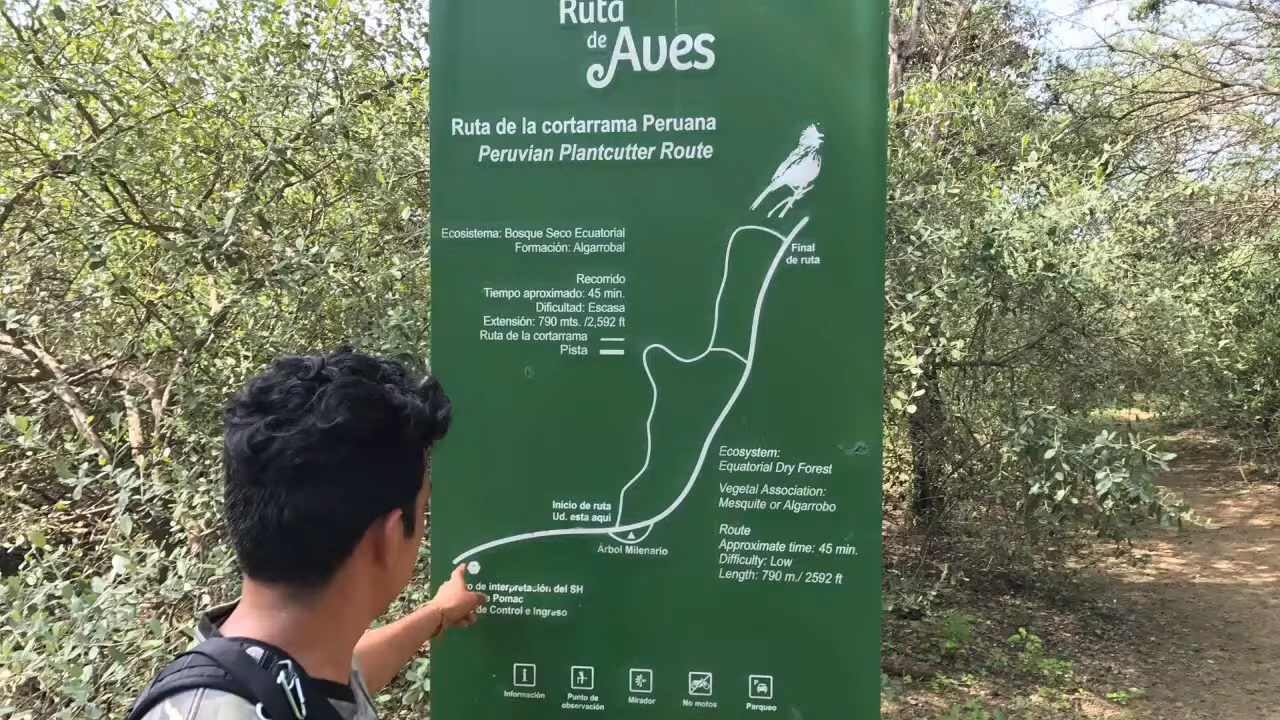 Ruta
de Aves
Ruta de la cortarrama Peruana
Peruvian Plantcutter Route
Ecosistema: Bosque Seco Ecuatorial
Formación: Algarrobal
Recorrido
Tiempo aproximado: 45 min.
Dificultad: Escasa
Extensión: 790 mts. /2,592 ft
Ruta de la cortarrama
Pista
Final
de ruta
Ecosystem:
Equatorial Dry Forest
Vegetal Association:
Mesquite or Algarrobo
Route
Approximate time: 45 min.
Difficulty: Low
Length: 790 m./ 2592 ft
Inicio de ruta
Ud. esta aquí
Árbol Milenario
de interpretación del SH
Pomac
de Control e Ingreso
Información
Punto de
observación
Mirador
No motos
Parqueo